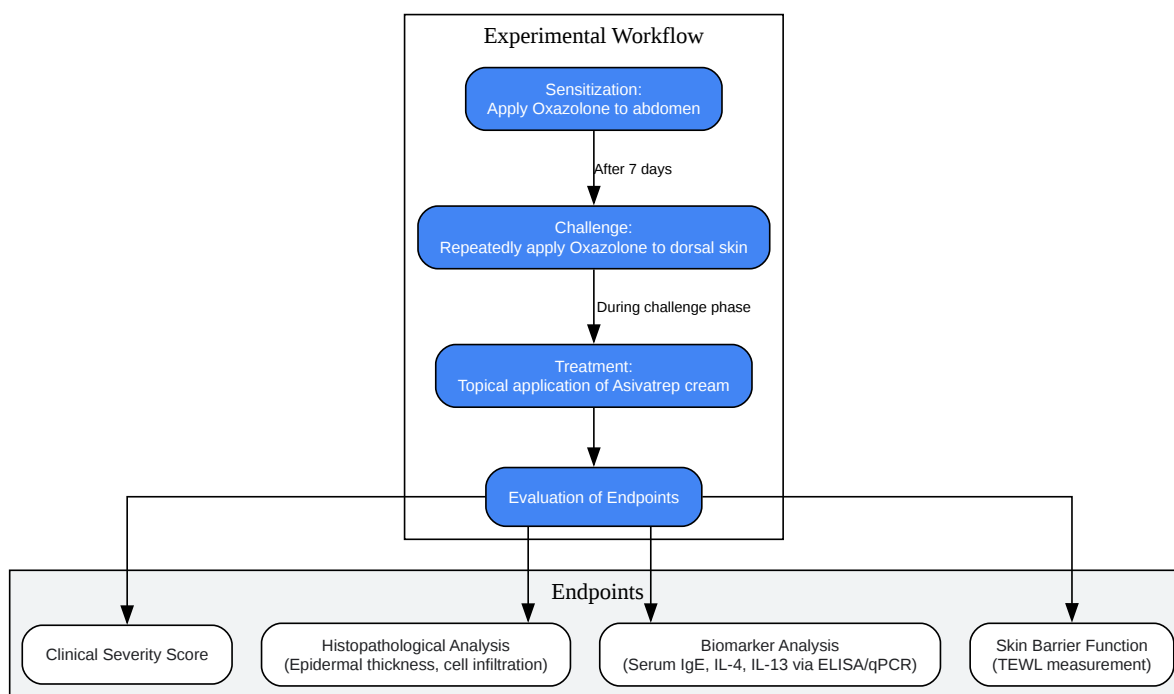 Experimental Workflow
Sensitization:
Apply Oxazolone to abdomen
After 7 days
Challenge:
Repeatedly apply Oxazolone to dorsal skin
During challenge phase
Treatment:
Topical application of Asivatrep cream
Evaluation of Endpoints
Endpoints
Clinical Severity Score
Histopathological Analysis
(Epidermal thickness, cell infiltration)
Biomarker Analysis
(Serum IgE, IL-4, IL-13 via ELISA/qPCR)
Skin Barrier Function
(TEWL measurement)